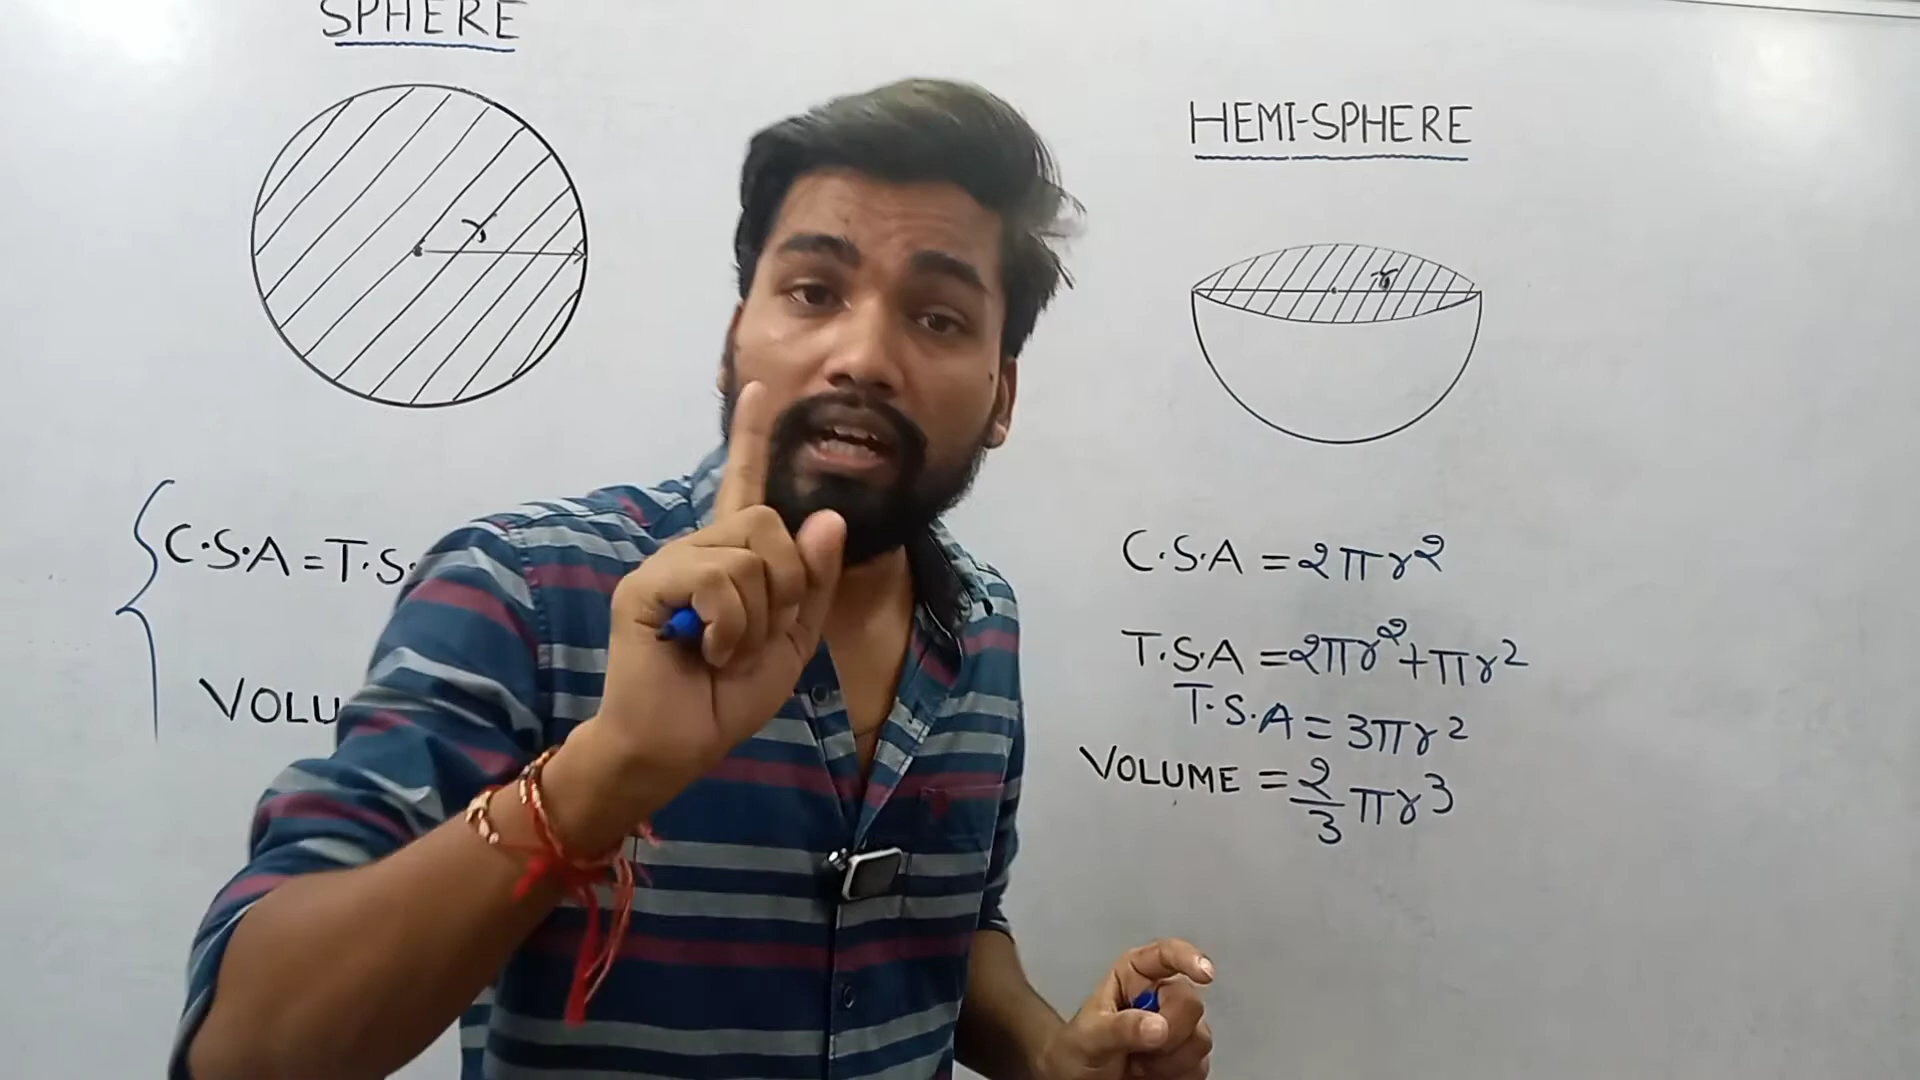 SPHERE
r
C.S.A = T.S.
VOLU
HEMI-SPHERE
r
C.S.A = 2πr²
T.S.A = 2πr² + πr²
T.S.A = 3πr²
VOLUME = 2/3 πr³